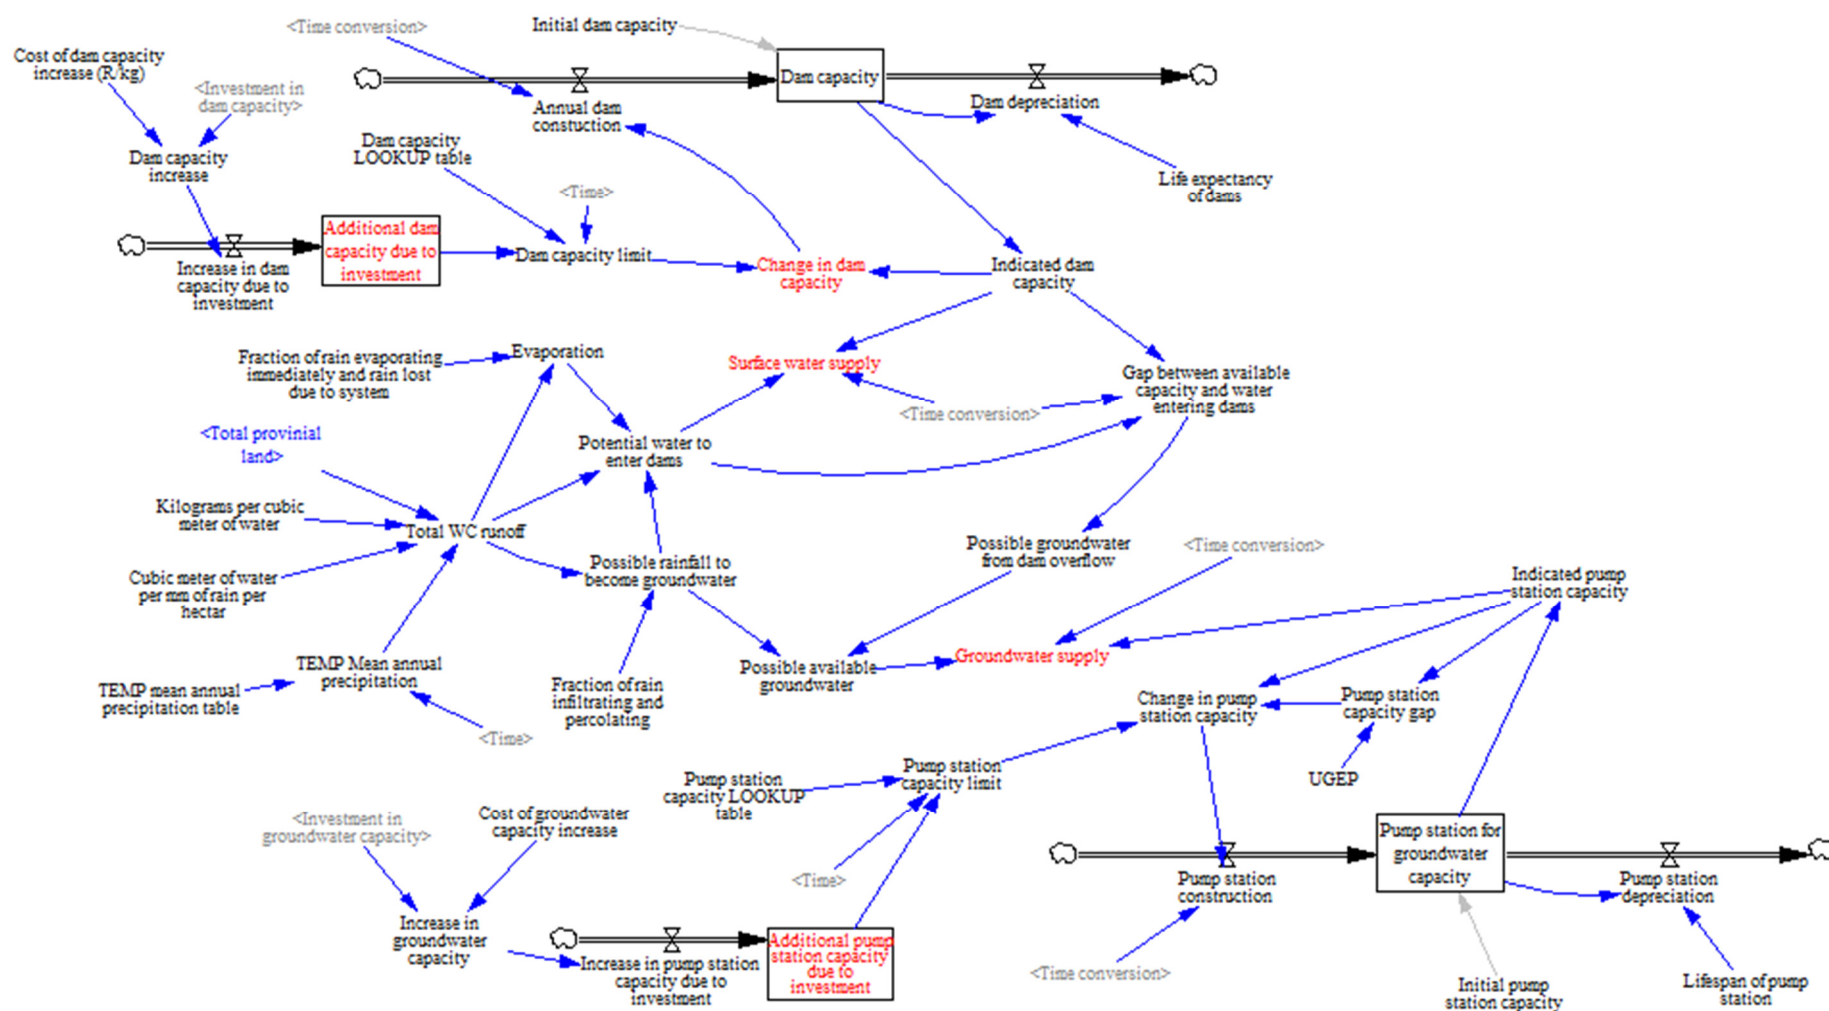 <Time conversion>
Initial dam capacity
Cost of dam capacity
increase (R/kg)
<Investment in
dam capacity>
Dam capacity
Annual dam
constuction
Dam depreciation
Dam capacity
LOOKUP table
Dam capacity
increase
Life expectancy
of dams
<Time>
Additional dam
capacity due to
investment
Increase in dam
capacity due to
investment
Dam capacity limit
Change in dam
capacity
Indicated dam
capacity
Fraction of rain evaporating
immediately and rain lost
due to system
Evaporation
Surface water supply
Gap between available
capacity and water
entering dams
<Time conversion>
<Total provinial
land>
Potential water to
enter dams
Kilograms per cubic
meter of water
Total WC runoff
Possible groundwater
from dam overflow
<Time conversion>
Cubic meter of water
per mm of rain per
hectar
Possible rainfall to
become groundwater
Indicated pump
station capacity
TEMP Mean annual
precipitation
TEMP mean annual
precipitation table
<Time>
Fraction of rain
infiltrating and
percolating
Possible available
groundwater
Groundwater supply
Change in pump
station capacity
Pump station
capacity gap
UGEP
Pump station
capacity LOOKUP
table
Pump station
capacity limit
<Investment in
groundwater capacity>
Cost of groundwater
capacity increase
<Time>
Pump station
construction
Pump station for
groundwater
capacity
Pump station
depreciation
Increase in
groundwater
capacity
Increase in pump station
capacity due to
investment
Additional pump
station capacity
due to
investment
<Time conversion>
Initial pump
station capacity
Lifespan of pump
station